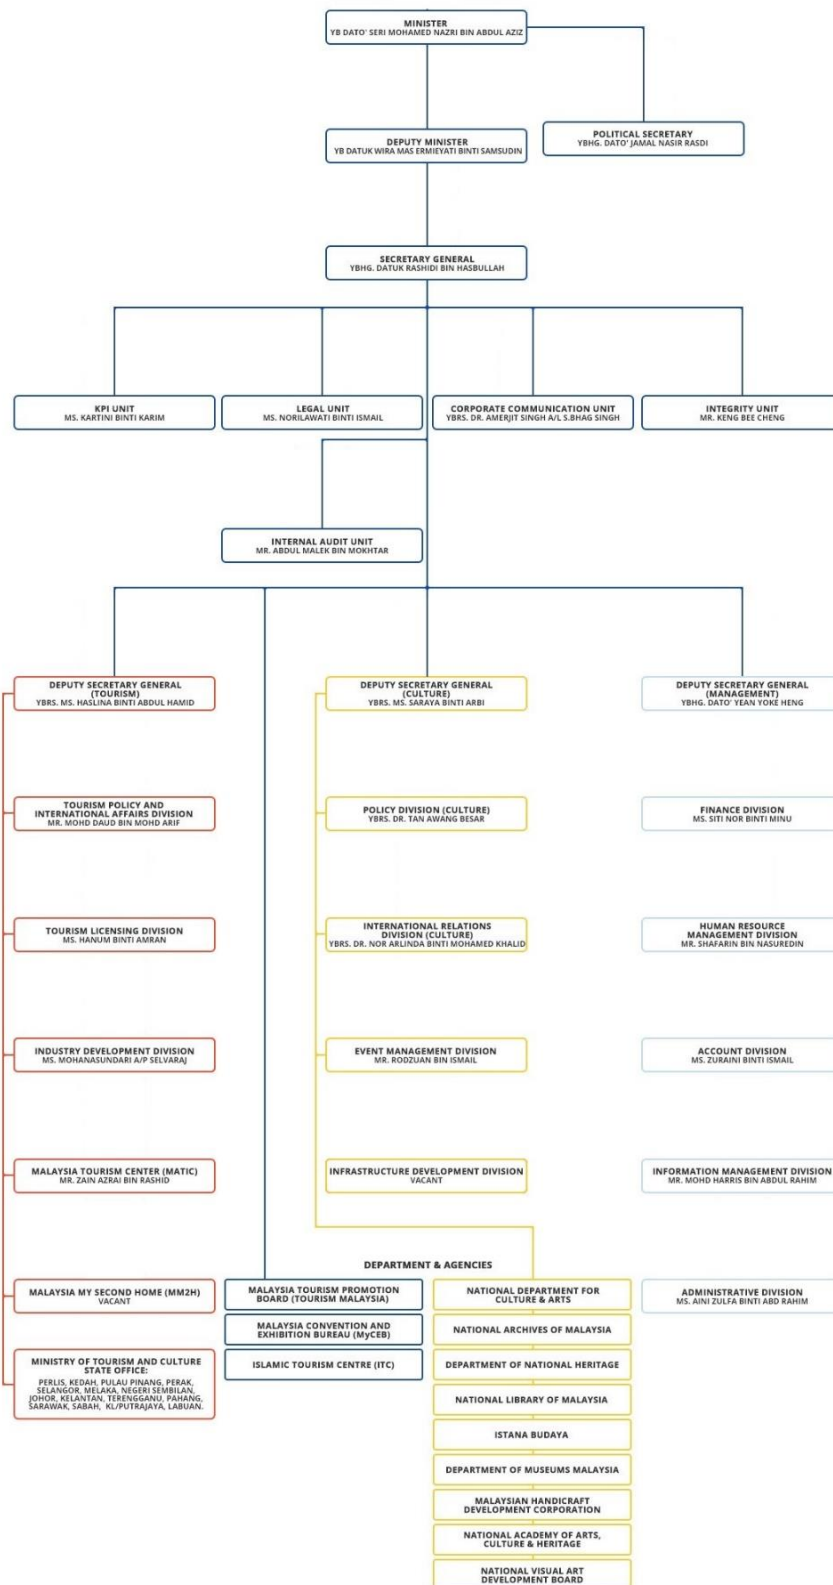 MINISTER
YB DATO' SERI MOHAMED NAZRI BIN ABDUL AZIZ
POLITICAL SECRETARY
YBHG. DATO' JAMAL NASIR RASDI
DEPUTY MINISTER
YB DATUK WIRA MAS ERMIEYATI BINTI SAMSUDIN
SECRETARY GENERAL
YBHG. DATUK RASHIDI BIN HASBULLAH
KPI UNIT
MS. KARTINI BINTI KARIM
LEGAL UNIT
MS. NORILAWATI BINTI ISMAIL
CORPORATE COMMUNICATION UNIT
YBRS. DR. AMERJIT SINGH A/L S.BHAG SINGH
INTEGRITY UNIT
MR. KENG BEE CHENG
INTERNAL AUDIT UNIT
MR. ABDUL MALEK BIN MOKHTAR
DEPUTY SECRETARY GENERAL
(TOURISM)
YBRS. MS. HASLINA BINTI ABDUL HAMID
TOURISM POLICY AND
INTERNATIONAL AFFAIRS DIVISION
MR. MOHD DAUD BIN MOHD ARIF
TOURISM LICENSING DIVISION
MS. HANUM BINTI AMRAN
INDUSTRY DEVELOPMENT DIVISION
MS. MOHANASUNDARI A/P SELVARAJ
MALAYSIA TOURISM CENTER (MATIC)
MR. ZAIN AZRAI BIN RASHID
MALAYSIA MY SECOND HOME (MM2H)
VACANT
MINISTRY OF TOURISM AND CULTURE
STATE OFFICE:
PERLIS, KEDAH, PULAU PINANG, PERAK,
SELANGOR, MELAKA, NEGERI SEMBILAN,
JOHOR, KELANTAN, TERENGGANU, PAHANG,
SARAWAK, SABAH, KL/PUTRAJAYA, LABUAN.
DEPUTY SECRETARY GENERAL
(CULTURE)
YBRS. MS. SARAYA BINTI ARBI
POLICY DIVISION (CULTURE)
YBRS. DR. TAN AWANG BESAR
INTERNATIONAL RELATIONS
DIVISION (CULTURE)
YBRS. DR. NOR ARLINDA BINTI MOHAMED KHALID
EVENT MANAGEMENT DIVISION
MR. RODZUAN BIN ISMAIL
INFRASTRUCTURE DEVELOPMENT DIVISION
VACANT
DEPUTY SECRETARY GENERAL
(MANAGEMENT)
YBHG. DATO' YEAN YOKE HENG
FINANCE DIVISION
MS. SITI NOR BINTI MINU
HUMAN RESOURCE
MANAGEMENT DIVISION
MR. SHAFARIN BIN NASUREDIN
ACCOUNT DIVISION
MS. ZURAINI BINTI ISMAIL
INFORMATION MANAGEMENT DIVISION
MR. MOHD HARRIS BIN ABDUL RAHIM
ADMINISTRATIVE DIVISION
MS. AINI ZULFA BINTI ABD RAHIM
DEPARTMENT & AGENCIES
MALAYSIA TOURISM PROMOTION
BOARD (TOURISM MALAYSIA)
MALAYSIA CONVENTION AND
EXHIBITION BUREAU (MyCEB)
ISLAMIC TOURISM CENTRE (ITC)
NATIONAL DEPARTMENT FOR
CULTURE & ARTS
NATIONAL ARCHIVES OF MALAYSIA
DEPARTMENT OF NATIONAL HERITAGE
NATIONAL LIBRARY OF MALAYSIA
ISTANA BUDAYA
DEPARTMENT OF MUSEUMS MALAYSIA
MALAYSIAN HANDICRAFT
DEVELOPMENT CORPORATION
NATIONAL ACADEMY OF ARTS,
CULTURE & HERITAGE
NATIONAL VISUAL ART
DEVELOPMENT BOARD